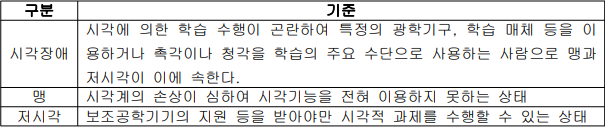 구분 기준
시각에 의한 학습 수행이 곤란하여 특정의 광학기구, 학습 매체 등을 이
시각장애 용하거나 촉각이나 청각을 학습의 주요 수단으로 사용하는 사람으로 맹과
저시각이 이에 속한다.
맹 시각계의 손상이 심하여 시각기능을 전혀 이용하지 못하는 상태
저시각 보조공학기기의 지원 등을 받아야만 시각적 과제를 수행할 수 있는 상태